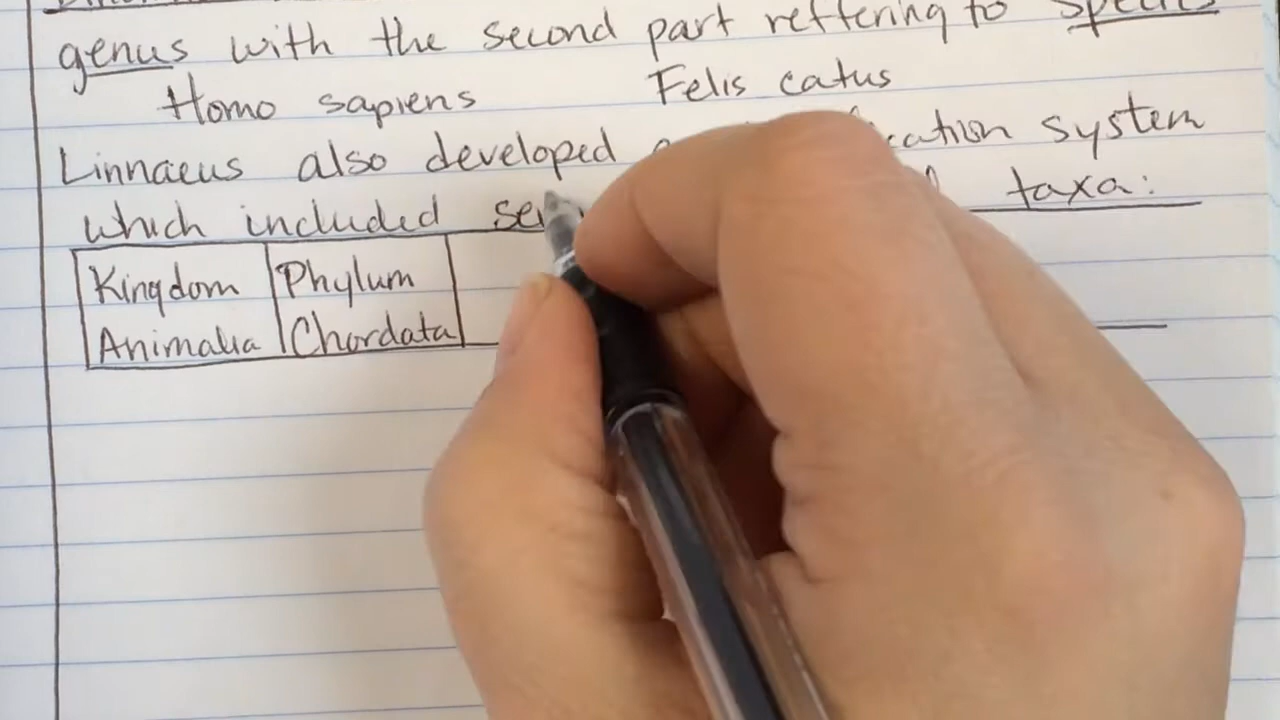 genus with the second part reffering to species
Homo sapiens Felis catus
Linnaeus also developed system
which included taxa:
Kingdom Phylum
Animalia Chordata